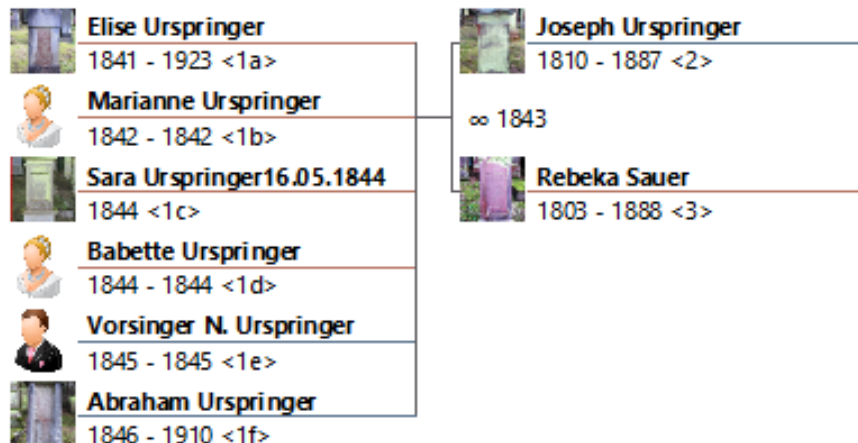 Elise Urspringer
1841 - 1923 <1a>
Marianne Urspringer
1842 - 1842 <1b>
Sara Urspringer16.05.1844
1844 <1c>
Babette Urspringer
1844 - 1844 <1d>
Vorsinger N. Urspringer
1845 - 1845 <1e>
Abraham Urspringer
1846 - 1910 <1f>
Joseph Urspringer
1810 - 1887 <2>
∞ 1843
Rebeka Sauer
1803 - 1888 <3>